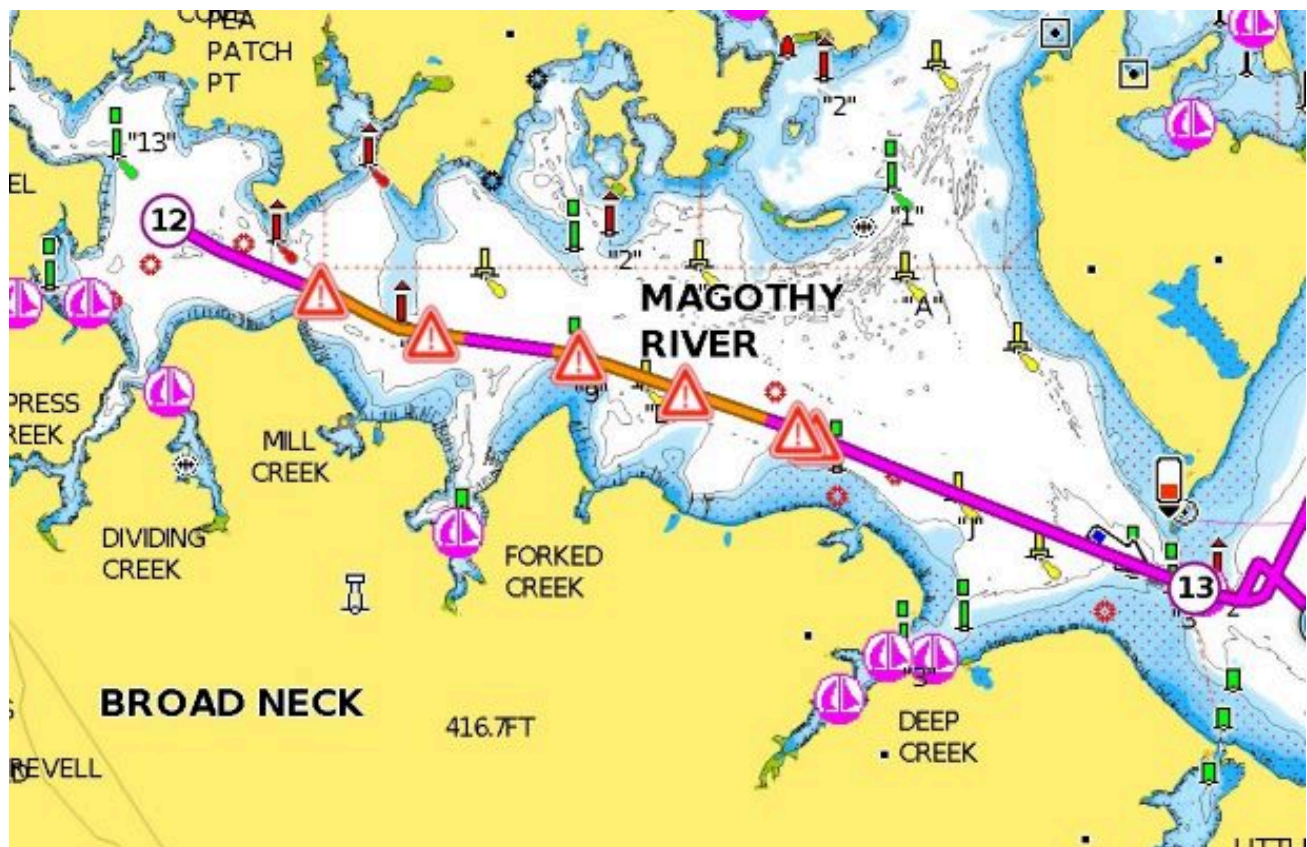 PEA
PATCH
PT
"13"
"2"
EL
12
"1"
"2"
MAGOTHY
RIVER
"A"
"9"
PRESS
REEK
MILL
CREEK
DIVIDING
CREEK
FORKED
CREEK
"J"
13
"3"
2
BROAD NECK
416.7FT
"3"
DEEP
CREEK
REVELL